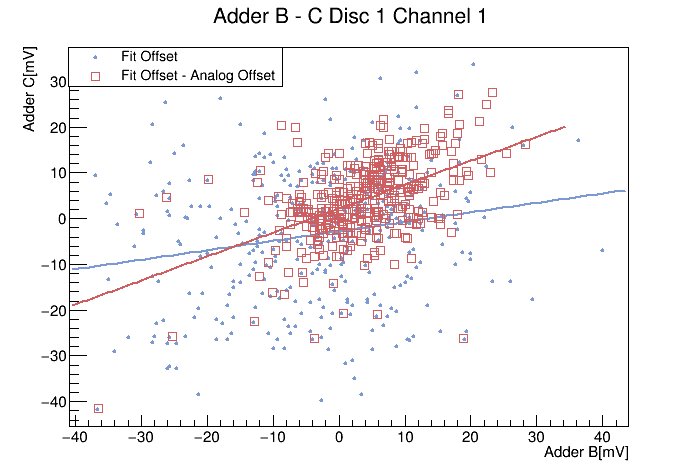 Adder B - C Disc 1 Channel 1
Adder C[mV]
Fit Offset
Fit Offset - Analog Offset
30
20
10
0
−10
−20
−30
−40
−40 −30 −20 −10 0 10 20 30 40
Adder B[mV]